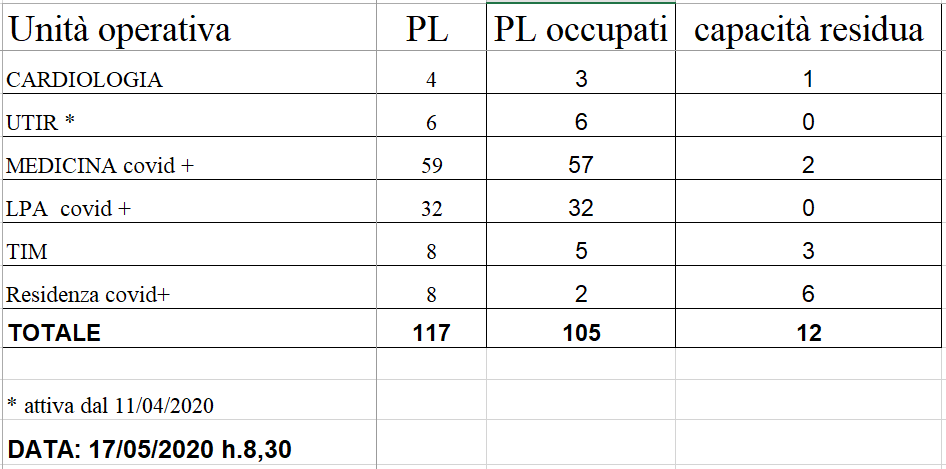 Unità operativa PL PL occupati capacità residua
CARDIOLOGIA 4 3 1
UTIR * 6 6 0
MEDICINA covid + 59 57 2
LPA covid + 32 32 0
TIM 8 5 3
Residenza covid+ 8 2 6
TOTALE 117 105 12
* attiva dal 11/04/2020
DATA: 17/05/2020 h.8,30